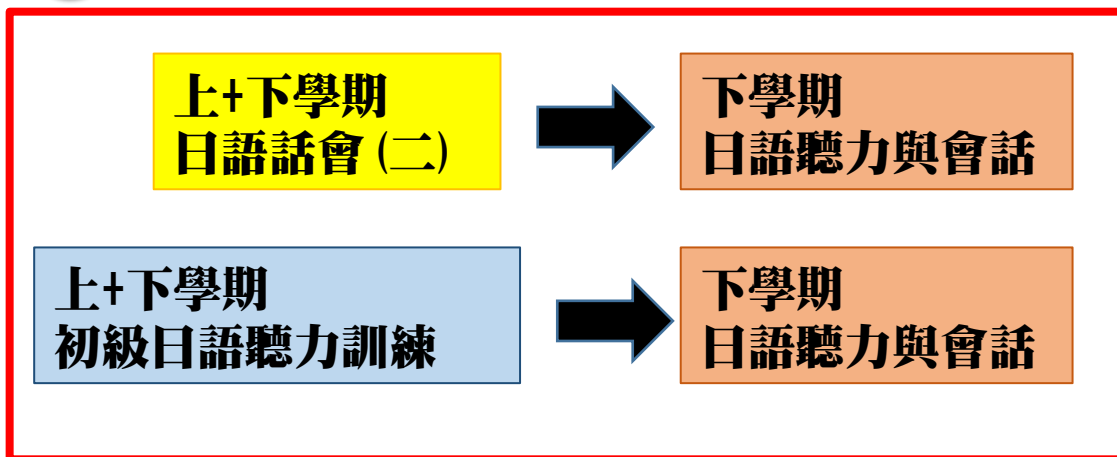 上+下學期
日語話會 (二)
下學期
日語聽力與會話
上+下學期
初級日語聽力訓練
下學期
日語聽力與會話